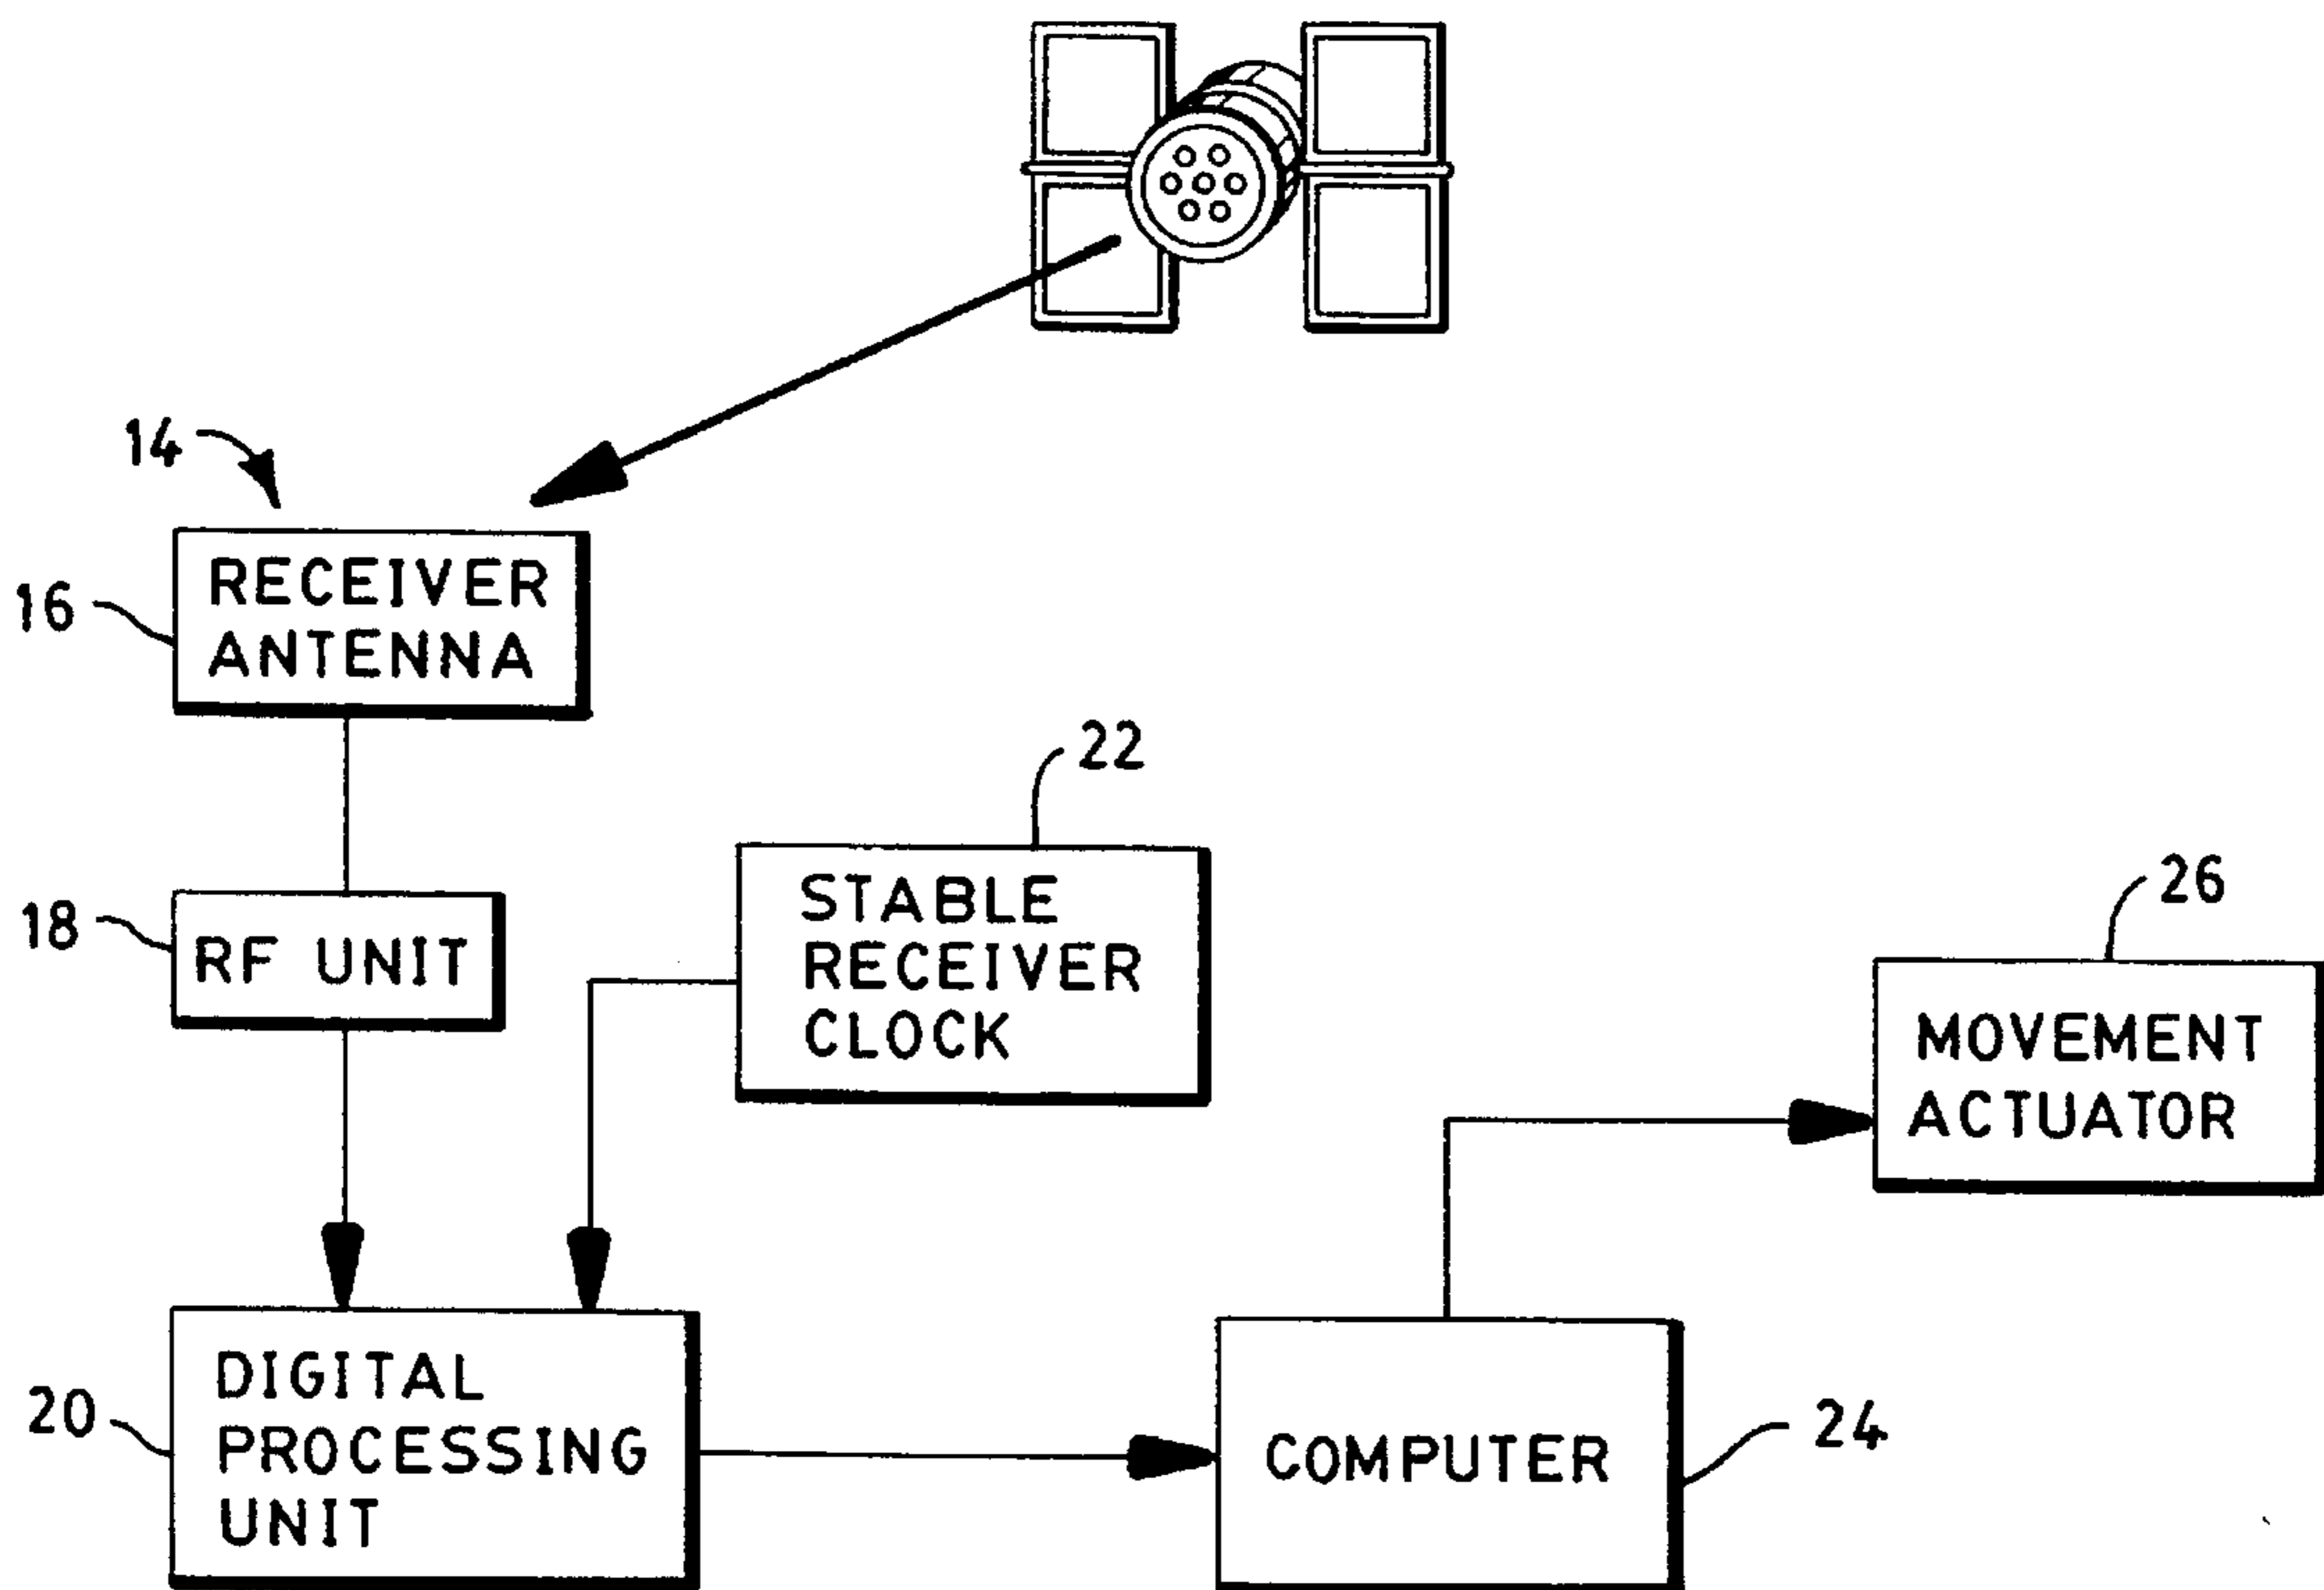 14
16
RECEIVER
ANTENNA
22
18
RF UNIT
STABLE
RECEIVER
CLOCK
26
MOVEMENT
ACTUATOR
20
DIGITAL
PROCESSING
UNIT
COMPUTER
24